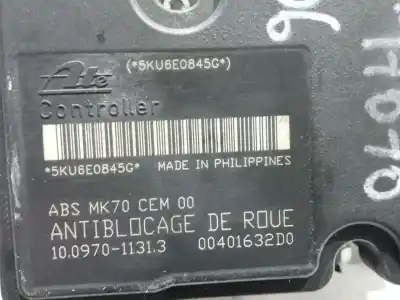 (*5KU6E0845G*)
Ate
Controller
*5KU6E0845G* MADE IN PHILIPPINES
ABS MK70 CEM 00
ANTIBLOCAGE DE ROUE
10.0970-1131.3 00401632D0